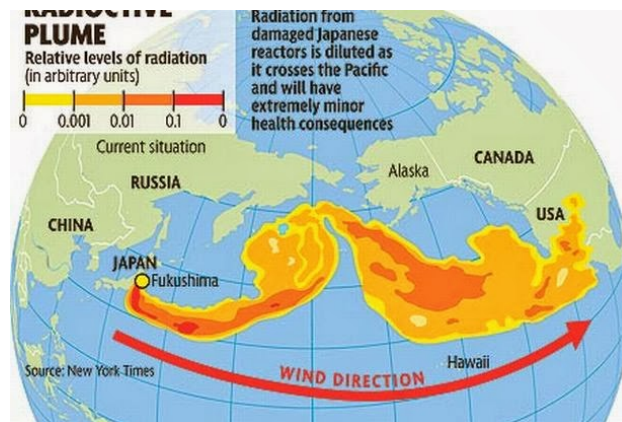 RADIOCTIVE
PLUME
Relative levels of radiation
(in arbitrary units)
0 0.001 0.01 0.1 0
Radiation from
damaged Japanese
reactors is diluted as
it crosses the Pacific
and will have
extremely minor
health consequences
Current situation
RUSSIA
CHINA
JAPAN
Fukushima
Alaska
CANADA
USA
Hawaii
WIND DIRECTION
Source: New York Times